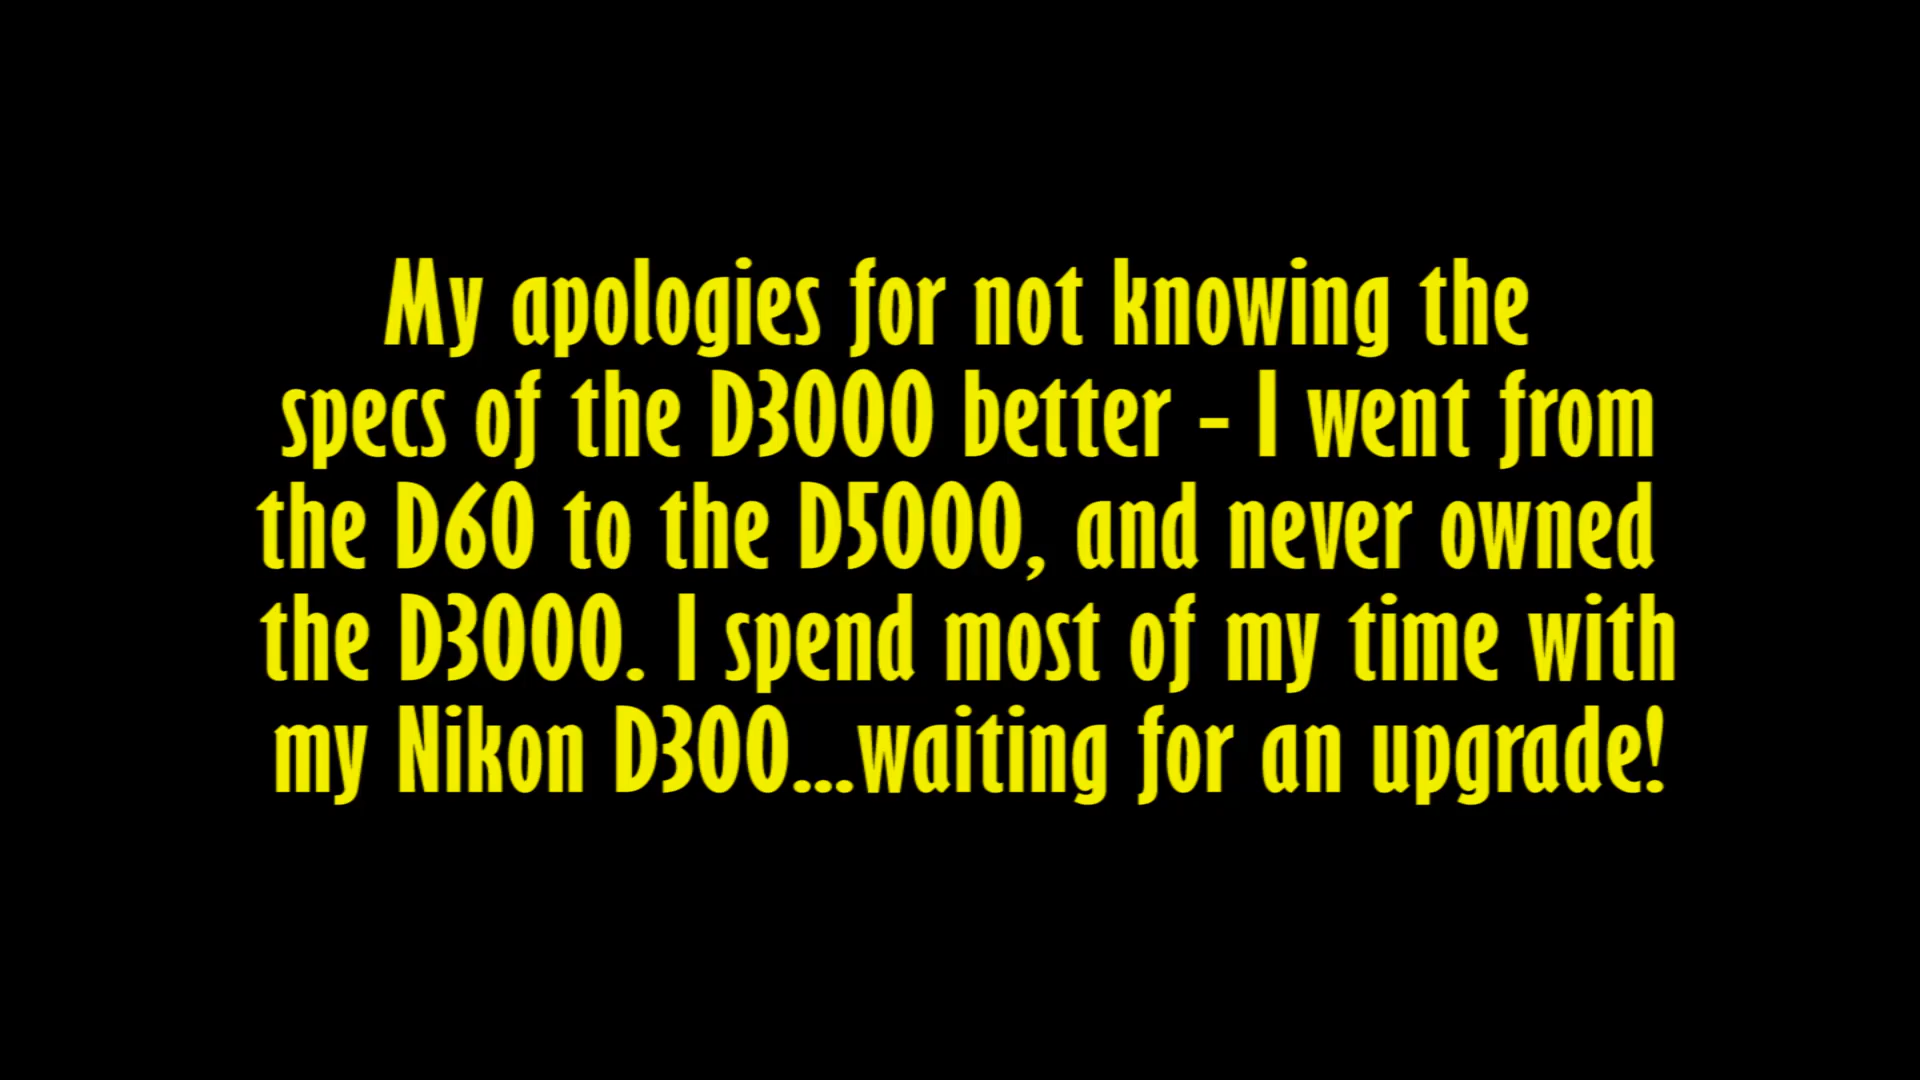 My apologies for not knowing the
specs of the D3000 better - I went from
the D60 to the D5000, and never owned
the D3000. I spend most of my time with
my Nikon D300...waiting for an upgrade!